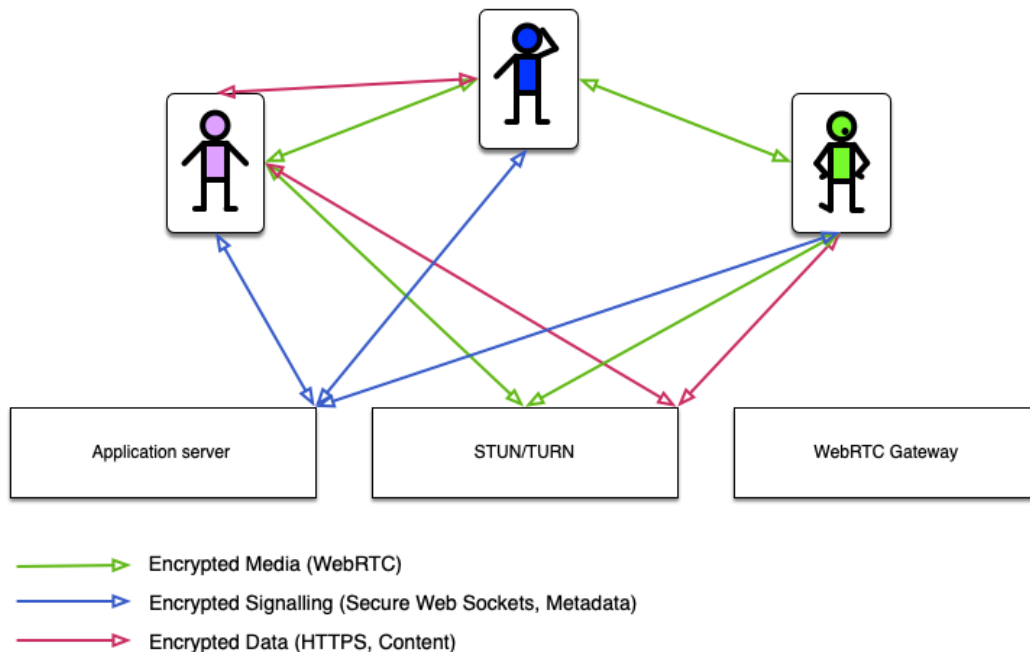 Application server
STUN/TURN
WebRTC Gateway
Encrypted Media (WebRTC)
Encrypted Signalling (Secure Web Sockets, Metadata)
Encrypted Data (HTTPS, Content)